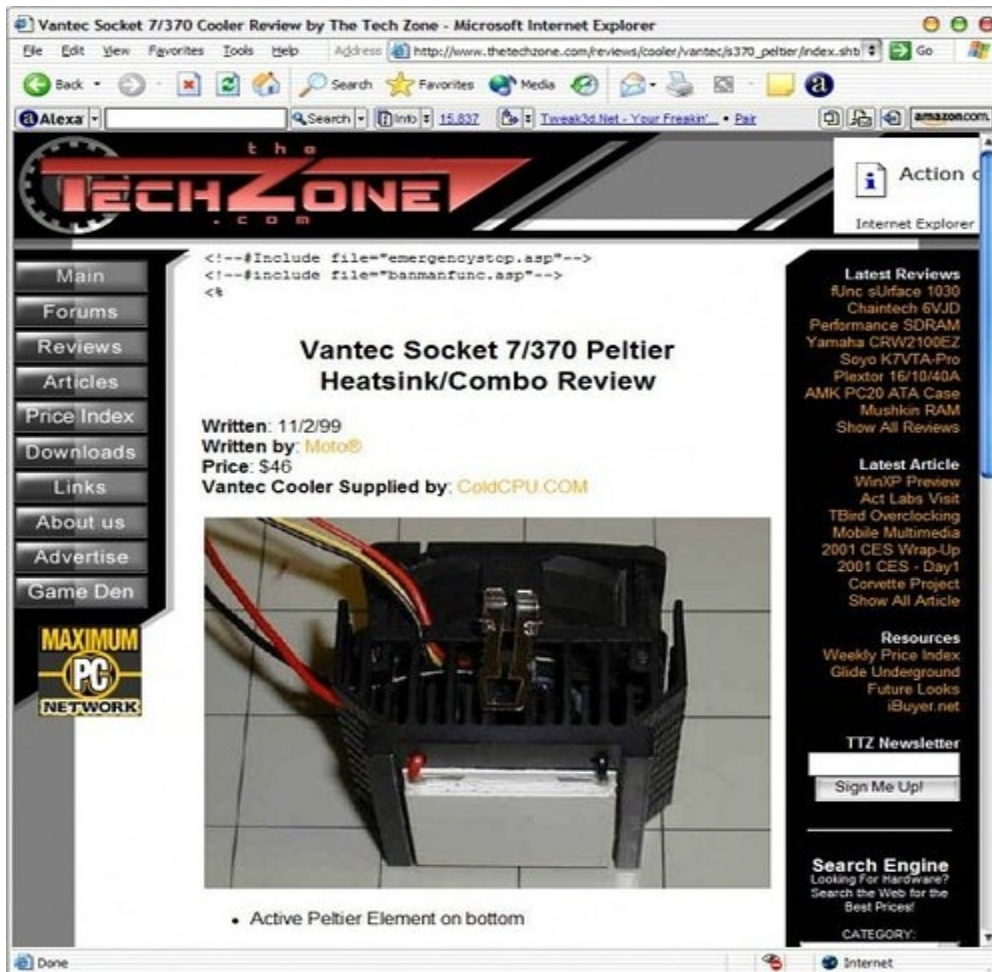 Vantec Socket 7/370 Cooler Review by The Tech Zone - Microsoft Internet Explorer
File Edit View Favorites Tools Help Address http://www.thetechzone.com/reviews/cooler/vantec/s370_peltier/index.sht Go
Back Search Favorites Media
Alexa Search Info 15,837 Tweak3d.Net - Your Freakin'... Pair amazon.com.
the
TECHZONE
.com
Action c
Internet Explorer
<!--#Include file="emergencystop.asp"-->
<!--#include file="banmanfunc.asp"-->
<%
Main
Forums
Reviews
Articles
Price Index
Downloads
Links
About us
Advertise
Game Den
MAXIMUM
PC
NETWORK
Vantec Socket 7/370 Peltier
Heatsink/Combo Review
Written: 11/2/99
Written by: Moto®
Price: $46
Vantec Cooler Supplied by: ColdCPU.COM
• Active Peltier Element on bottom
Latest Reviews
fUnc sUrface 1030
Chaintech 6VJD
Performance SDRAM
Yamaha CRW2100EZ
Soyo K7VTA-Pro
Plextor 16/10/40A
AMK PC20 ATA Case
Mushkin RAM
Show All Reviews
Latest Article
WinXP Preview
Act Labs Visit
TBird Overclocking
Mobile Multimedia
2001 CES Wrap-Up
2001 CES - Day1
Corvette Project
Show All Article
Resources
Weekly Price Index
Glide Underground
Future Looks
iBuyer.net
TTZ Newsletter
Sign Me Up!
Search Engine
Looking For Hardware?
Search the Web for the
Best Prices!
CATEGORY:
Done Internet